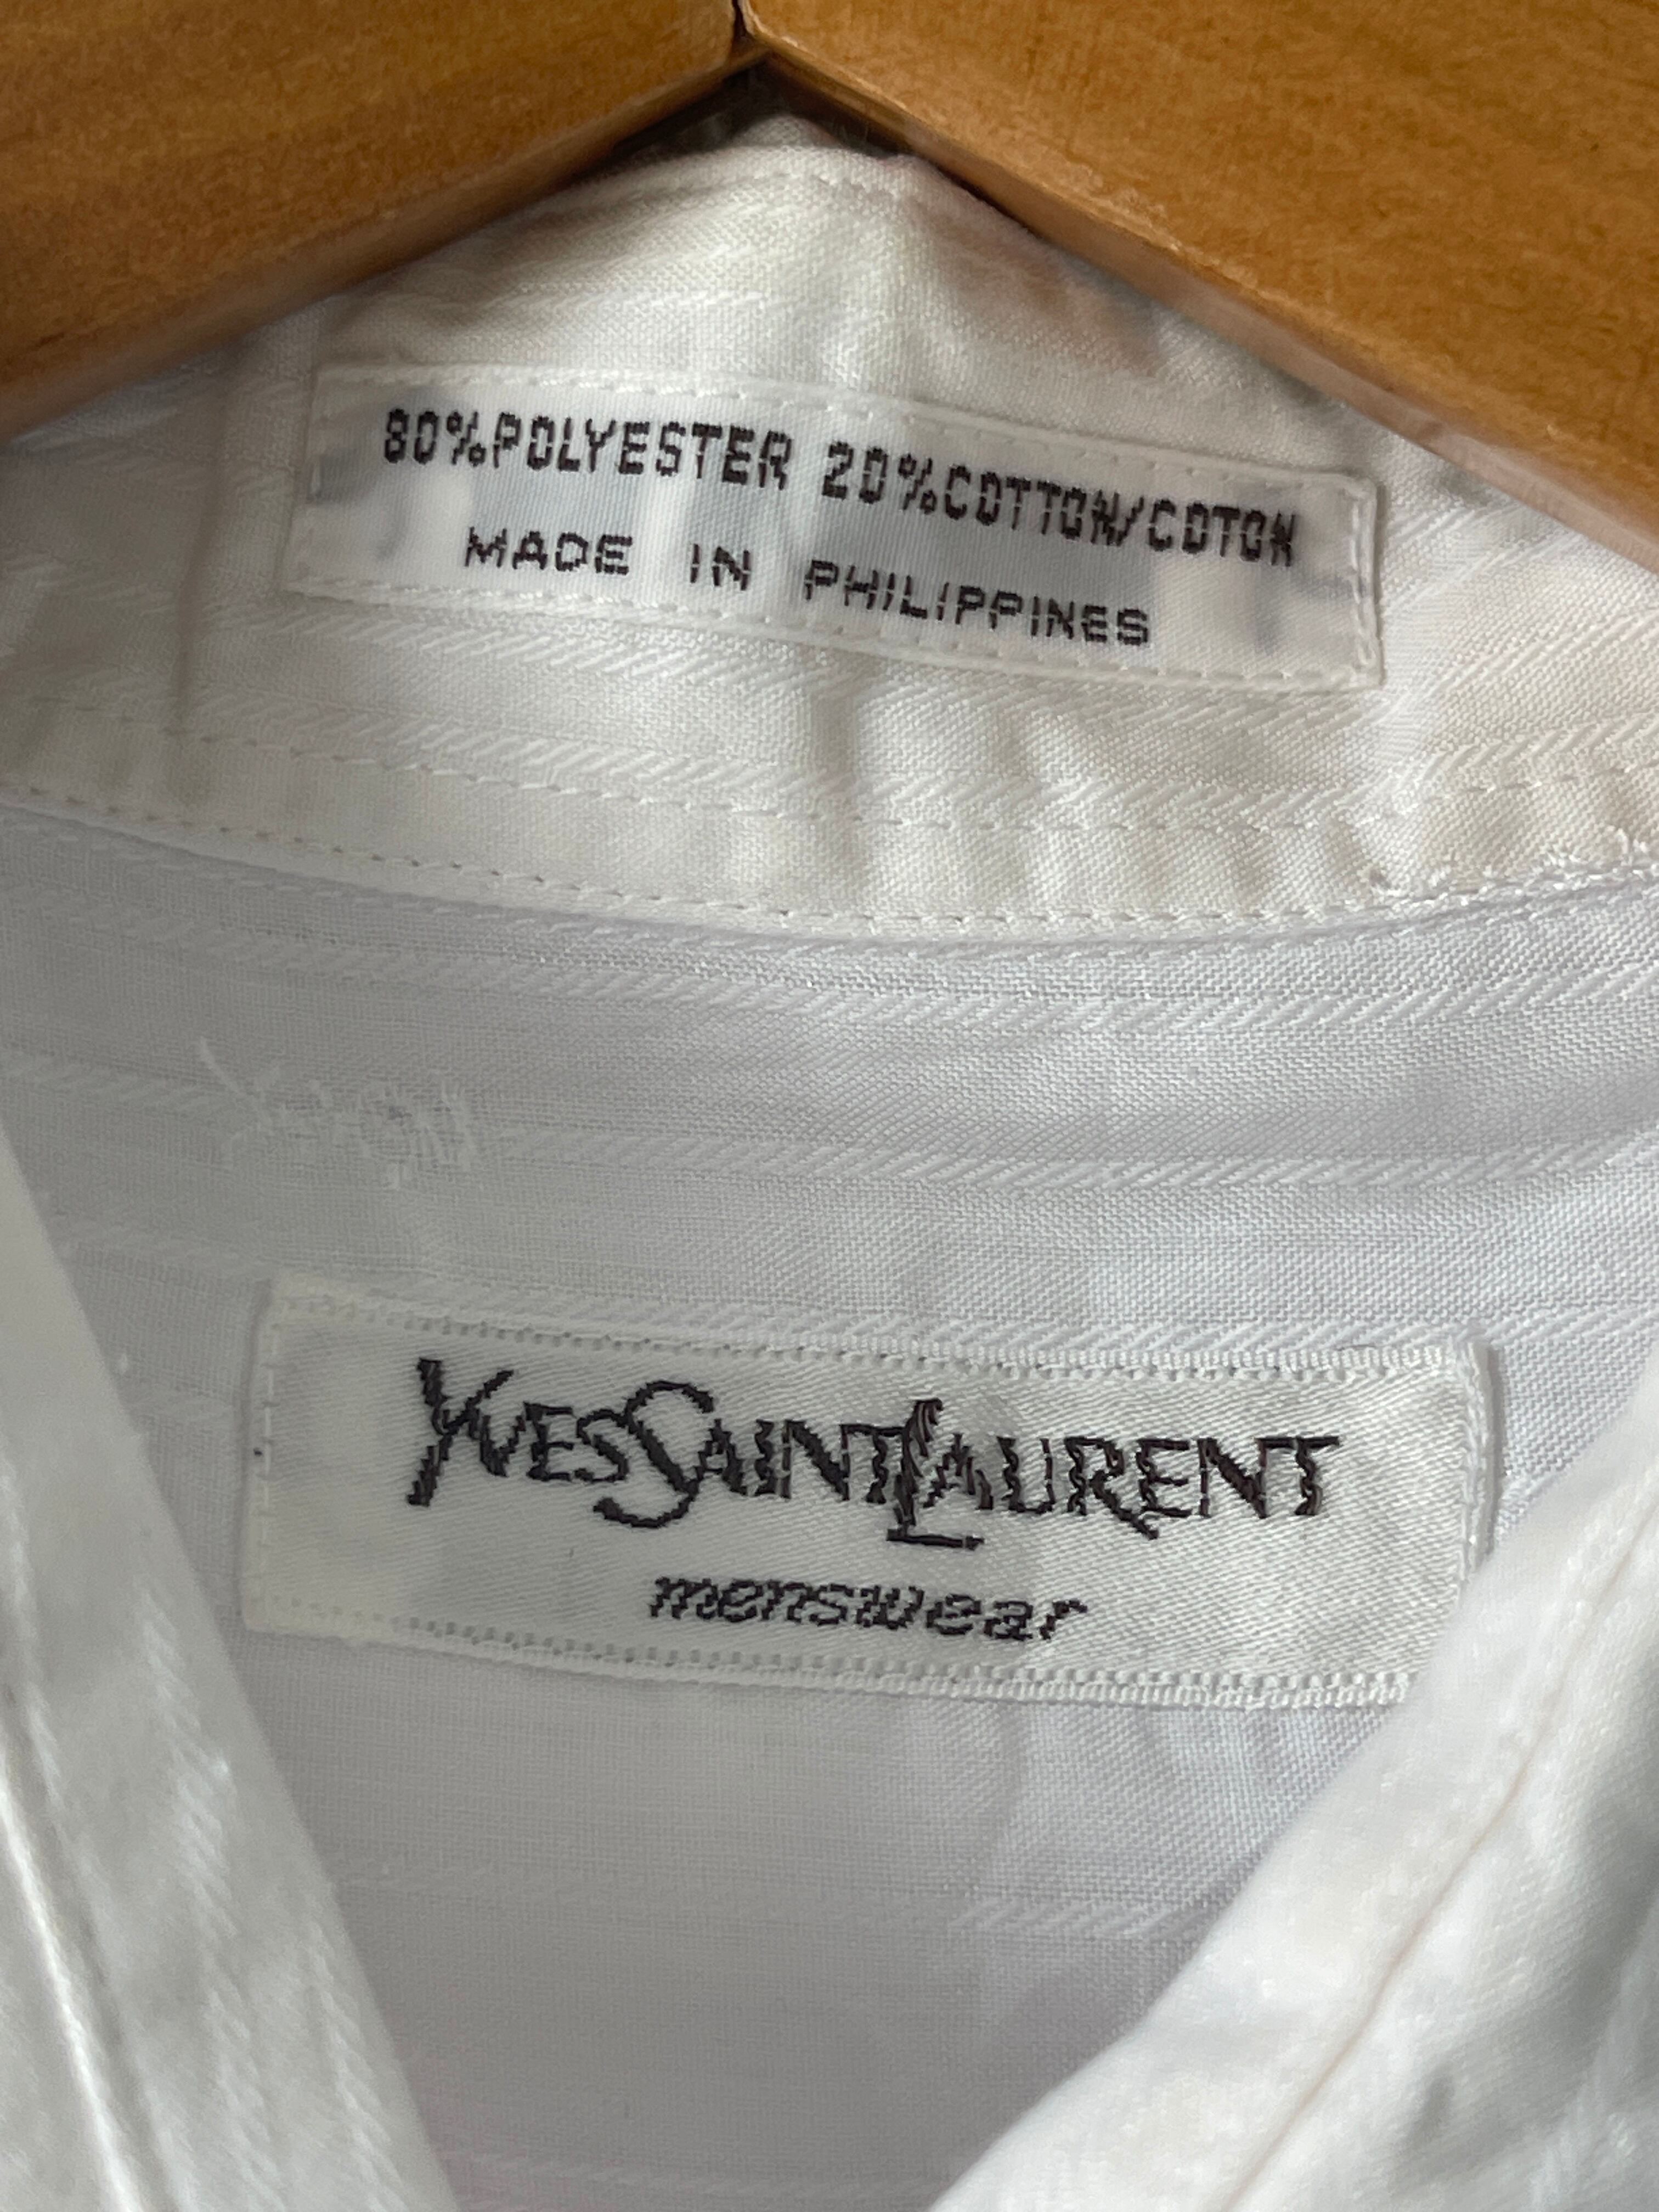 80%POLYESTER 20%COTTON/COTON
MADE IN PHILIPPINES
YVESSAINTLAURENT
menswear